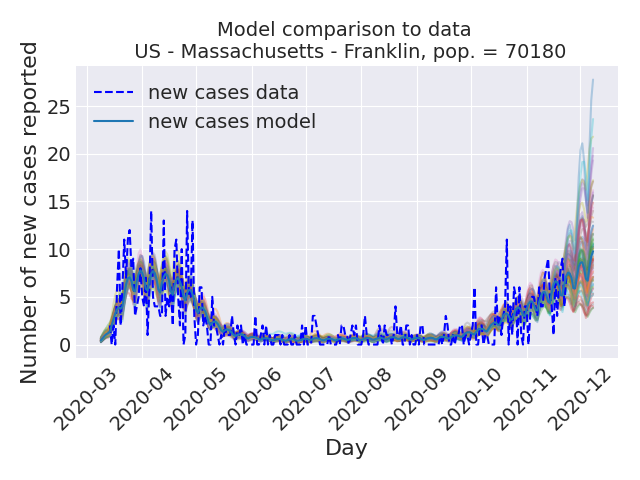 Model comparison to data
US - Massachusetts - Franklin, pop. = 70180
Number of new cases reported
25
20
15
10
5
0
new cases data
new cases model
2020-03
2020-04
2020-05
2020-06
2020-07
2020-08
2020-09
2020-10
2020-11
2020-12
Day